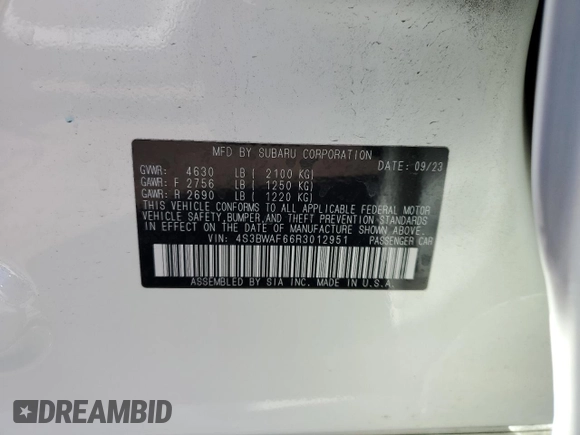 MFD BY SUBARU CORPORATION
DATE: 09/23
GVWR: 4630 LB ( 2100 KG)
GAWR: F 2756 LB ( 1250 KG)
GAWR: R 2690 LB ( 1220 KG)
THIS VEHICLE CONFORMS TO ALL APPLICABLE FEDERAL MOTOR
VEHICLE SAFETY,BUMPER,AND THEFT PREVENTION STANDARDS
IN EFFECT ON THE DATE OF MANUFACTURE SHOWN ABOVE.
VIN: 4S3BWAF66R3012951 PASSENGER CAR
ASSEMBLED BY SIA INC. MADE IN U.S.A.
DREAMBID